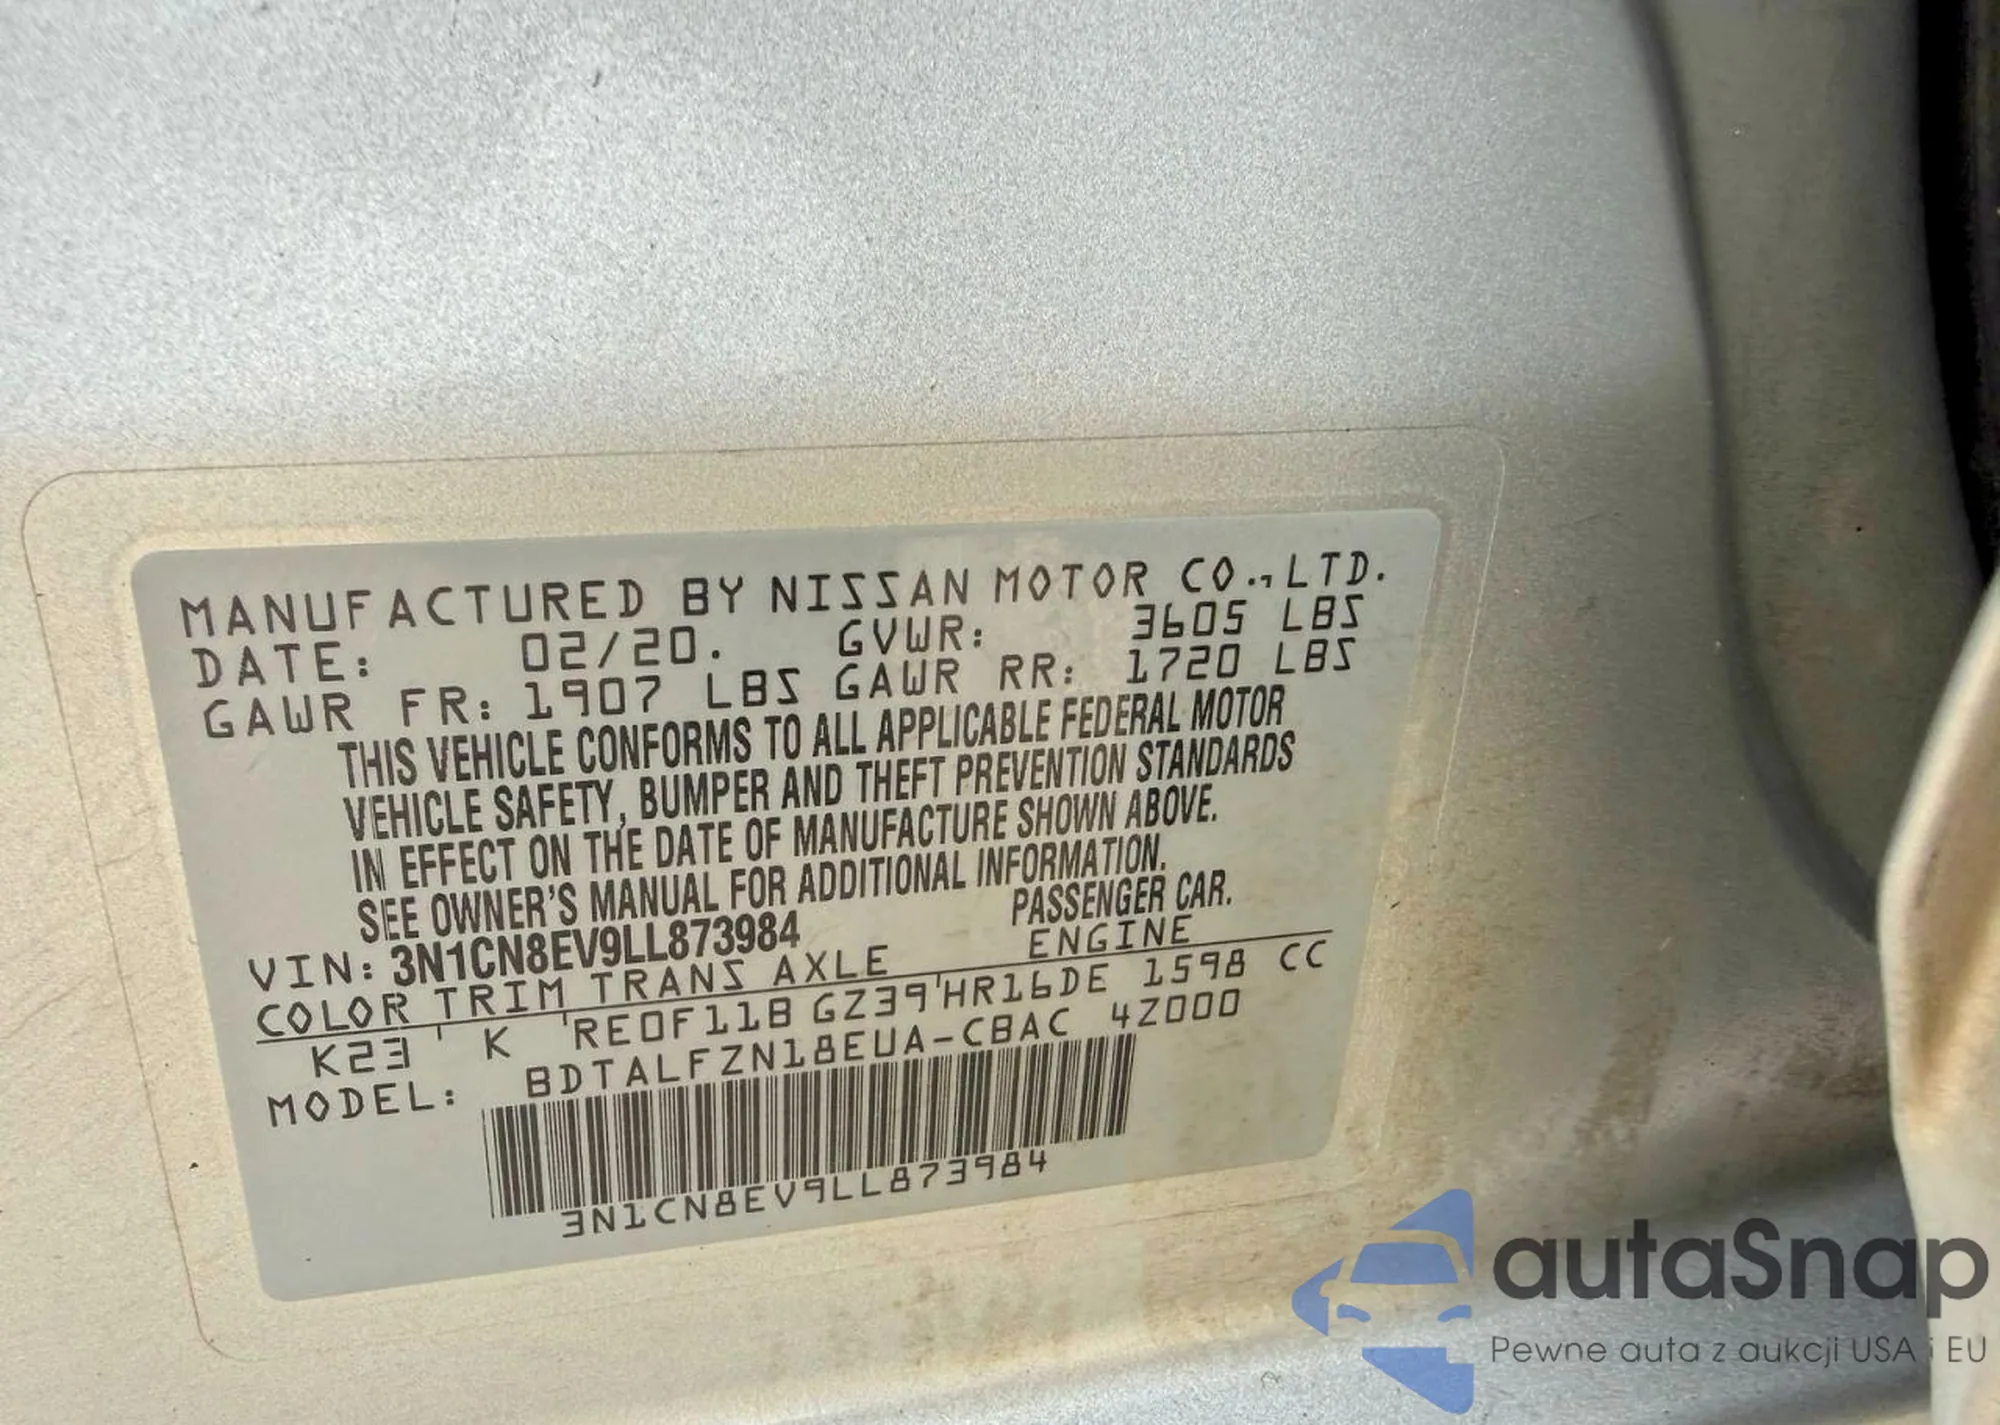 MANUFACTURED BY NISSAN MOTOR CO., LTD.
DATE: 02/20. GVWR: 3605 LBS
GAWR FR: 1907 LBS GAWR RR: 1720 LBS
THIS VEHICLE CONFORMS TO ALL APPLICABLE FEDERAL MOTOR
VEHICLE SAFETY, BUMPER AND THEFT PREVENTION STANDARDS
IN EFFECT ON THE DATE OF MANUFACTURE SHOWN ABOVE.
SEE OWNER'S MANUAL FOR ADDITIONAL INFORMATION.
VIN: 3N1CN8EV9LL873984 PASSENGER CAR.
COLOR TRIM TRANS AXLE ENGINE
K23 ' K 'RE0F11B GZ39'HR16DE 1598 CC
MODEL: BDTALFZN18EUA-CBAC 4Z000
3N1CN8EV9LL873984
autaSnap
Pewne auta z aukcji USA i EU